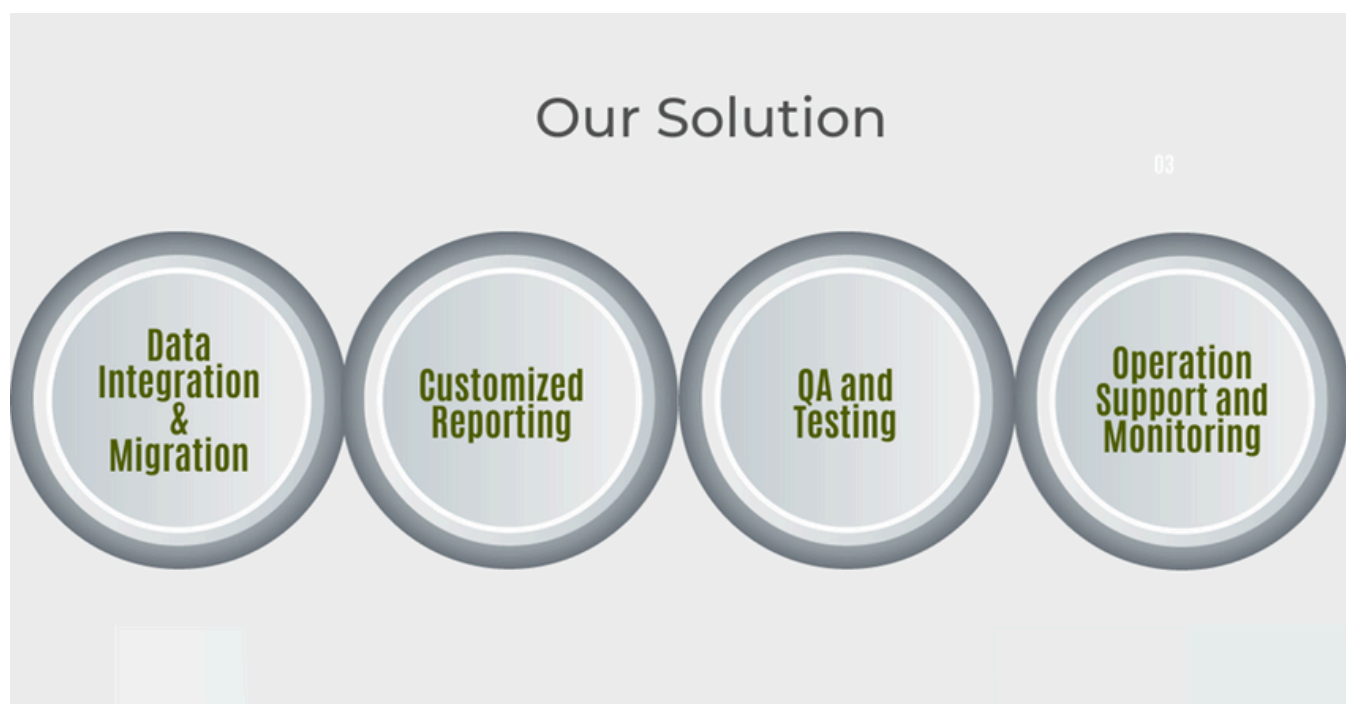 Our Solution
03
Data
Integration
&
Migration
Customized
Reporting
QA and
Testing
Operation
Support and
Monitoring